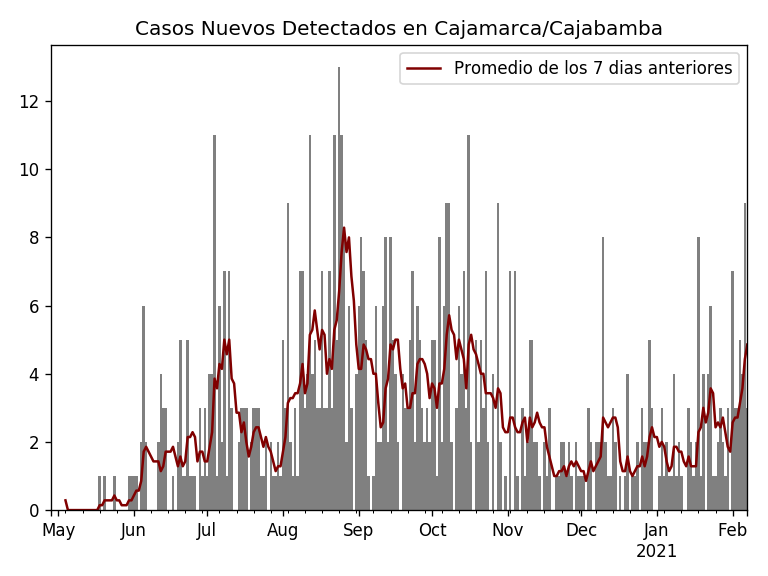 Casos Nuevos Detectados en Cajamarca/Cajabamba
Promedio de los 7 dias anteriores
12
10
8
6
4
2
0
May Jun Jul Aug Sep Oct Nov Dec Jan Feb
2021